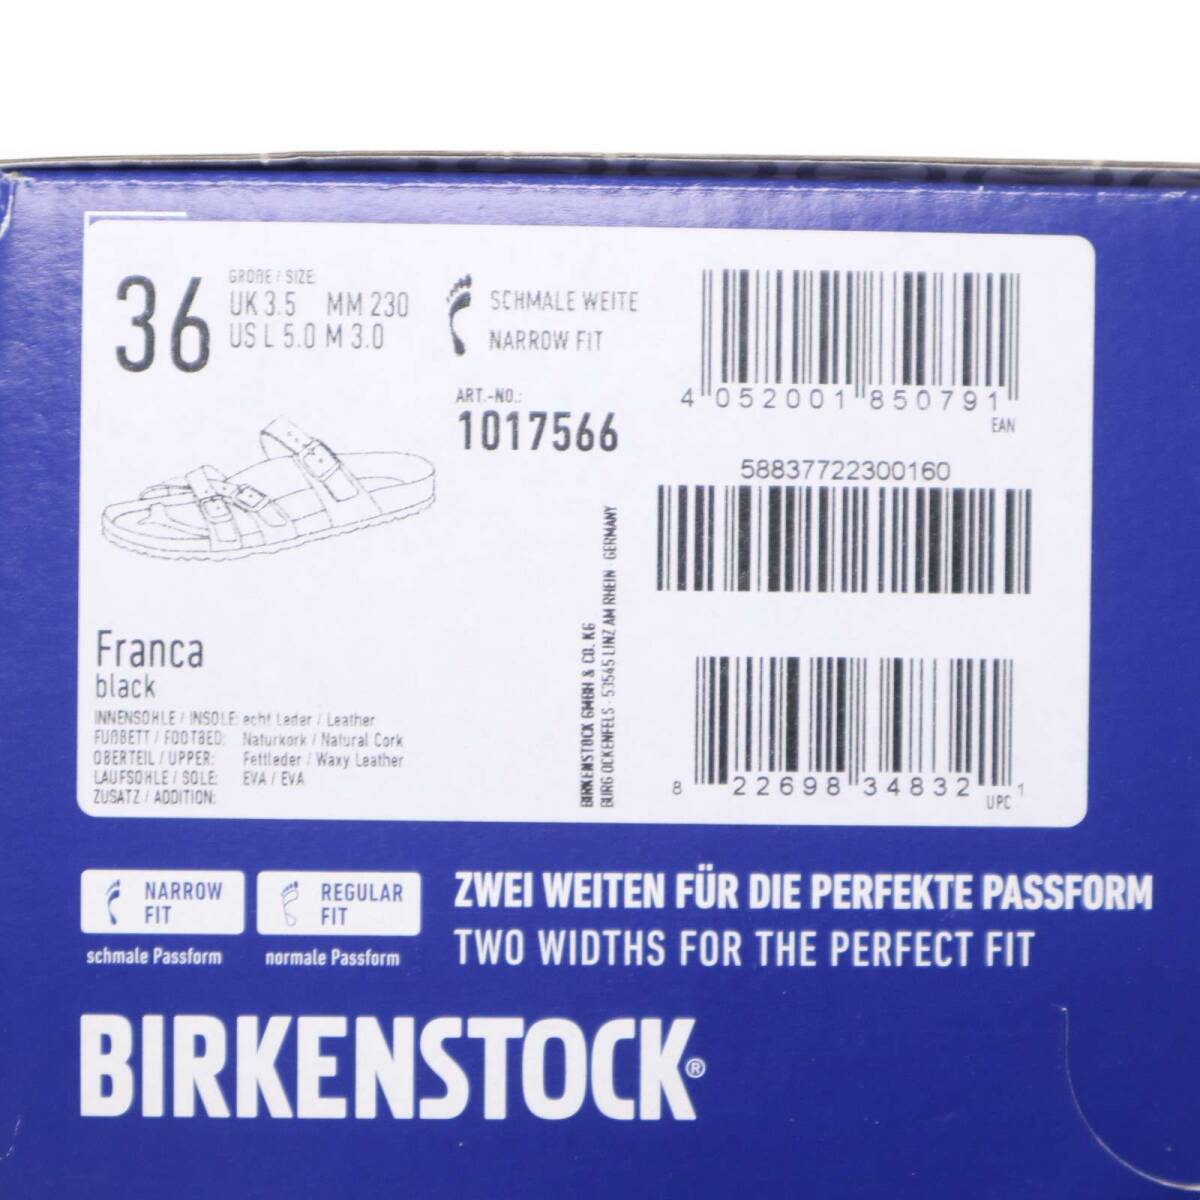 36
GRÖBE / SIZE:
UK 3.5 MM 230
US L 5.0 M 3.0
SCHMALE WEITE
NARROW FIT
ART.-NO.:
1017566
4 052001 850791
EAN
58837722300160
8 22698 34832 1
UPC
Franca
black
INNENSOHLE / INSOLE: echt Leder / Leather
FUßBETT / FOOTBED: Naturkork / Natural Cork
OBERTEIL / UPPER: Fettleder / Waxy Leather
LAUFSOHLE / SOLE: EVA / EVA
ZUSATZ / ADDITION:
BIRKENSTOCK GMBH & CO. KG
BURG OCKENFELS · 53545 LINZ AM RHEIN · GERMANY
NARROW
FIT
schmale Passform
REGULAR
FIT
normale Passform
ZWEI WEITEN FÜR DIE PERFEKTE PASSFORM
TWO WIDTHS FOR THE PERFECT FIT
BIRKENSTOCK®